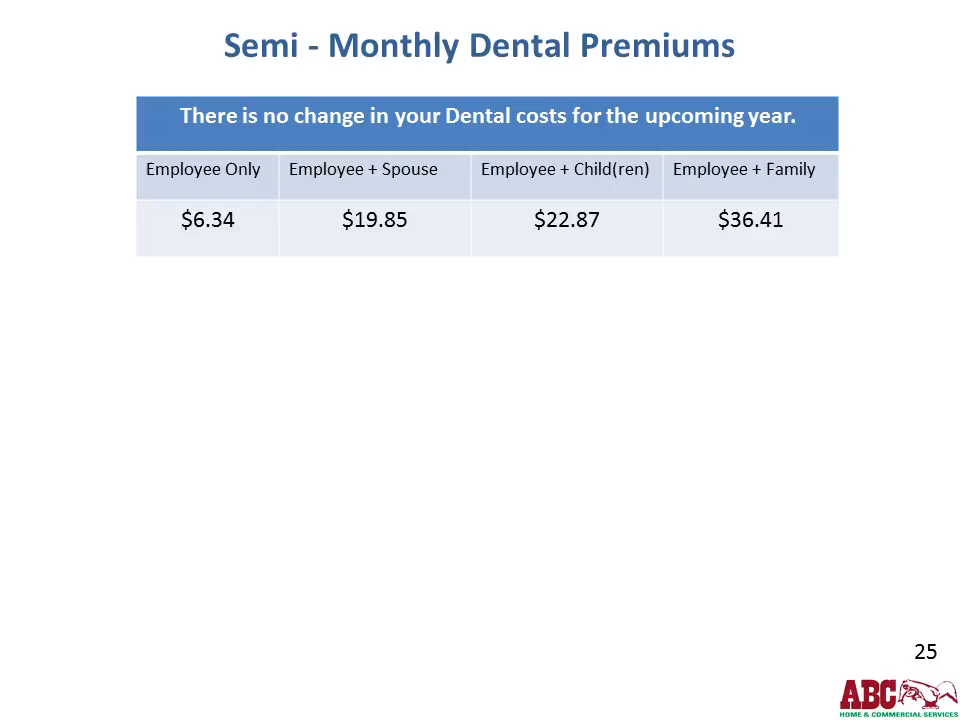 Semi - Monthly Dental Premiums
There is no change in your Dental costs for the upcoming year.
Employee Only Employee + Spouse Employee + Child(ren) Employee + Family
$6.34 $19.85 $22.87 $36.41
25
ABC
HOME & COMMERCIAL SERVICES